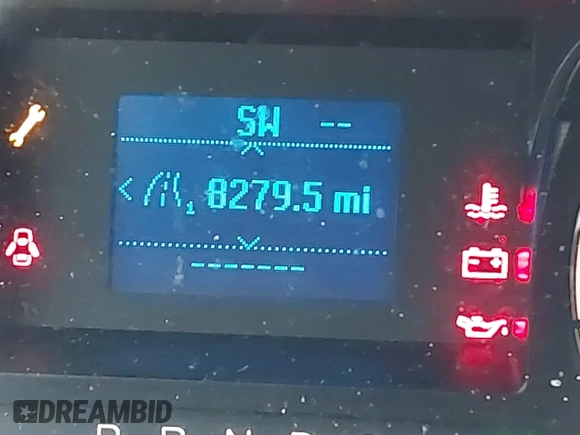 SW --
8279.5 mi
-------
DREAMBID
P R N D